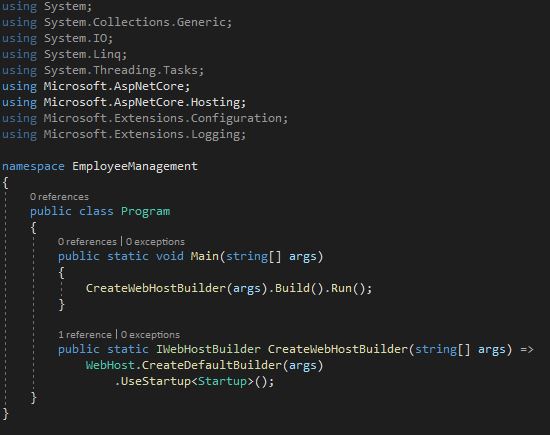 using System;
using System.Collections.Generic;
using System.IO;
using System.Linq;
using System.Threading.Tasks;
using Microsoft.AspNetCore;
using Microsoft.AspNetCore.Hosting;
using Microsoft.Extensions.Configuration;
using Microsoft.Extensions.Logging;

namespace EmployeeManagement
{
    0 references
    public class Program
    {
        0 references | 0 exceptions
        public static void Main(string[] args)
        {
            CreateWebHostBuilder(args).Build().Run();
        }

        1 reference | 0 exceptions
        public static IWebHostBuilder CreateWebHostBuilder(string[] args) =>
            WebHost.CreateDefaultBuilder(args)
                .UseStartup<Startup>();
    }
}